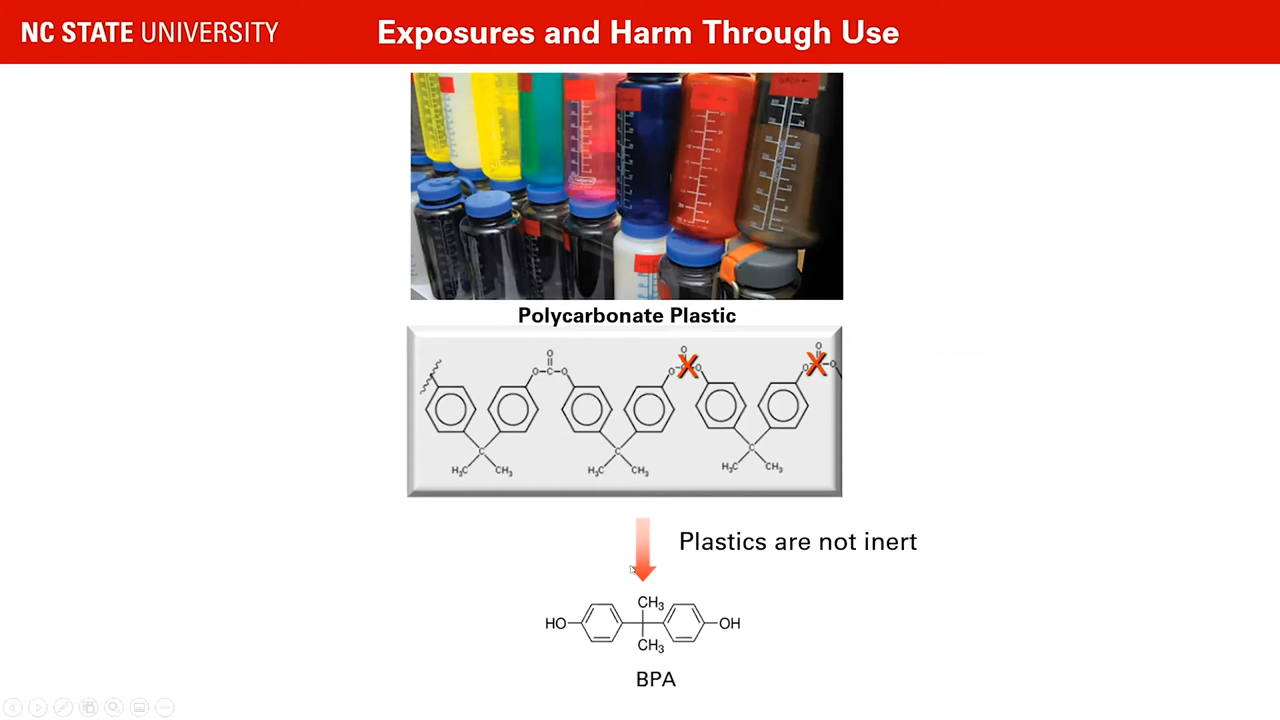 NC STATE UNIVERSITY
Exposures and Harm Through Use
Polycarbonate Plastic
O
O
O
O C O
O
O
O
O
C
C
C
H₃C CH₃
H₃C CH₃
H₃C CH₃
Plastics are not inert
CH₃
HO
OH
CH₃
BPA